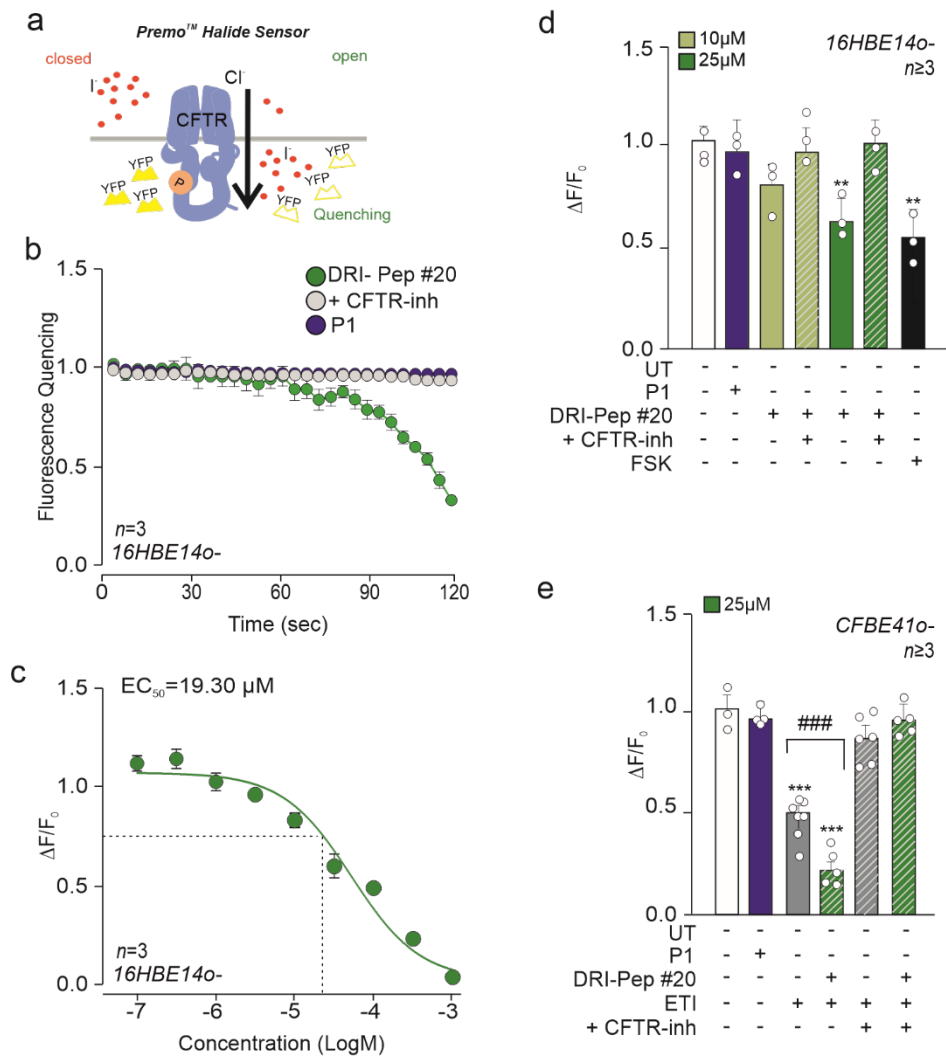 a
Premo™ Halide Sensor
closed
open
I-
Cl-
CFTR
YFP
YFP
YFP
P
I-
YFP
YFP
YFP
Quenching
b
1.5
1.0
0.5
0.0
Fluorescence Quencing
DRI- Pep #20
+ CFTR-inh
P1
n=3
16HBE14o-
0 30 60 90 120
Time (sec)
c
EC50=19.30 µM
1.5
1.0
0.5
0.0
ΔF/F0
n=3
16HBE14o-
-7 -6 -5 -4 -3
Concentration (LogM)
d
10µM
25µM
16HBE14o-
n≥3
1.5
1.0
0.5
0.0
ΔF/F0
**
**
UT - - - - - - -
P1 - + - - - - -
DRI-Pep #20 - - + + + + -
+ CFTR-inh - - - + - + -
FSK - - - - - - +
e
25µM
CFBE41o-
n≥3
1.5
1.0
0.5
0.0
ΔF/F0
###
***
***
UT - - - - - -
P1 - + - - - -
DRI-Pep #20 - - - + - +
ETI - - + + + +
+ CFTR-inh - - - - + +